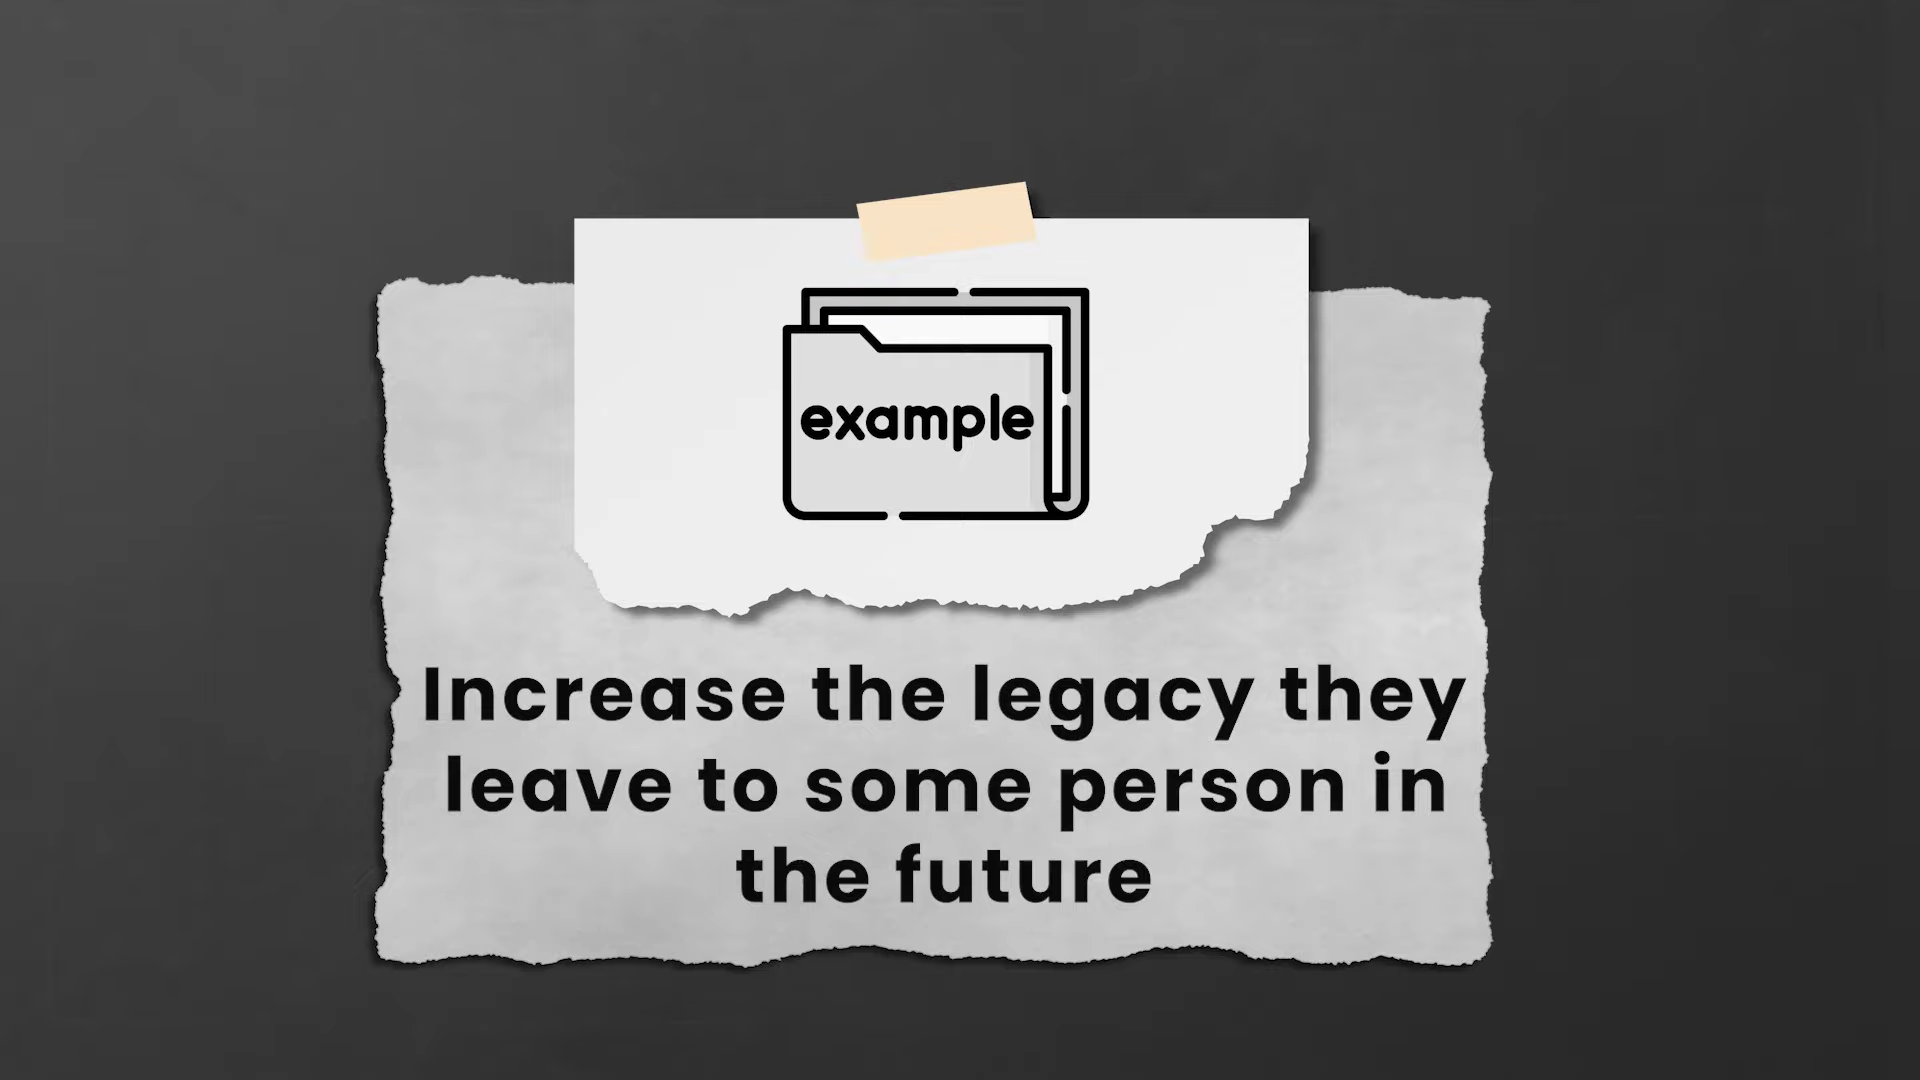 example
Increase the legacy they
leave to some person in
the future